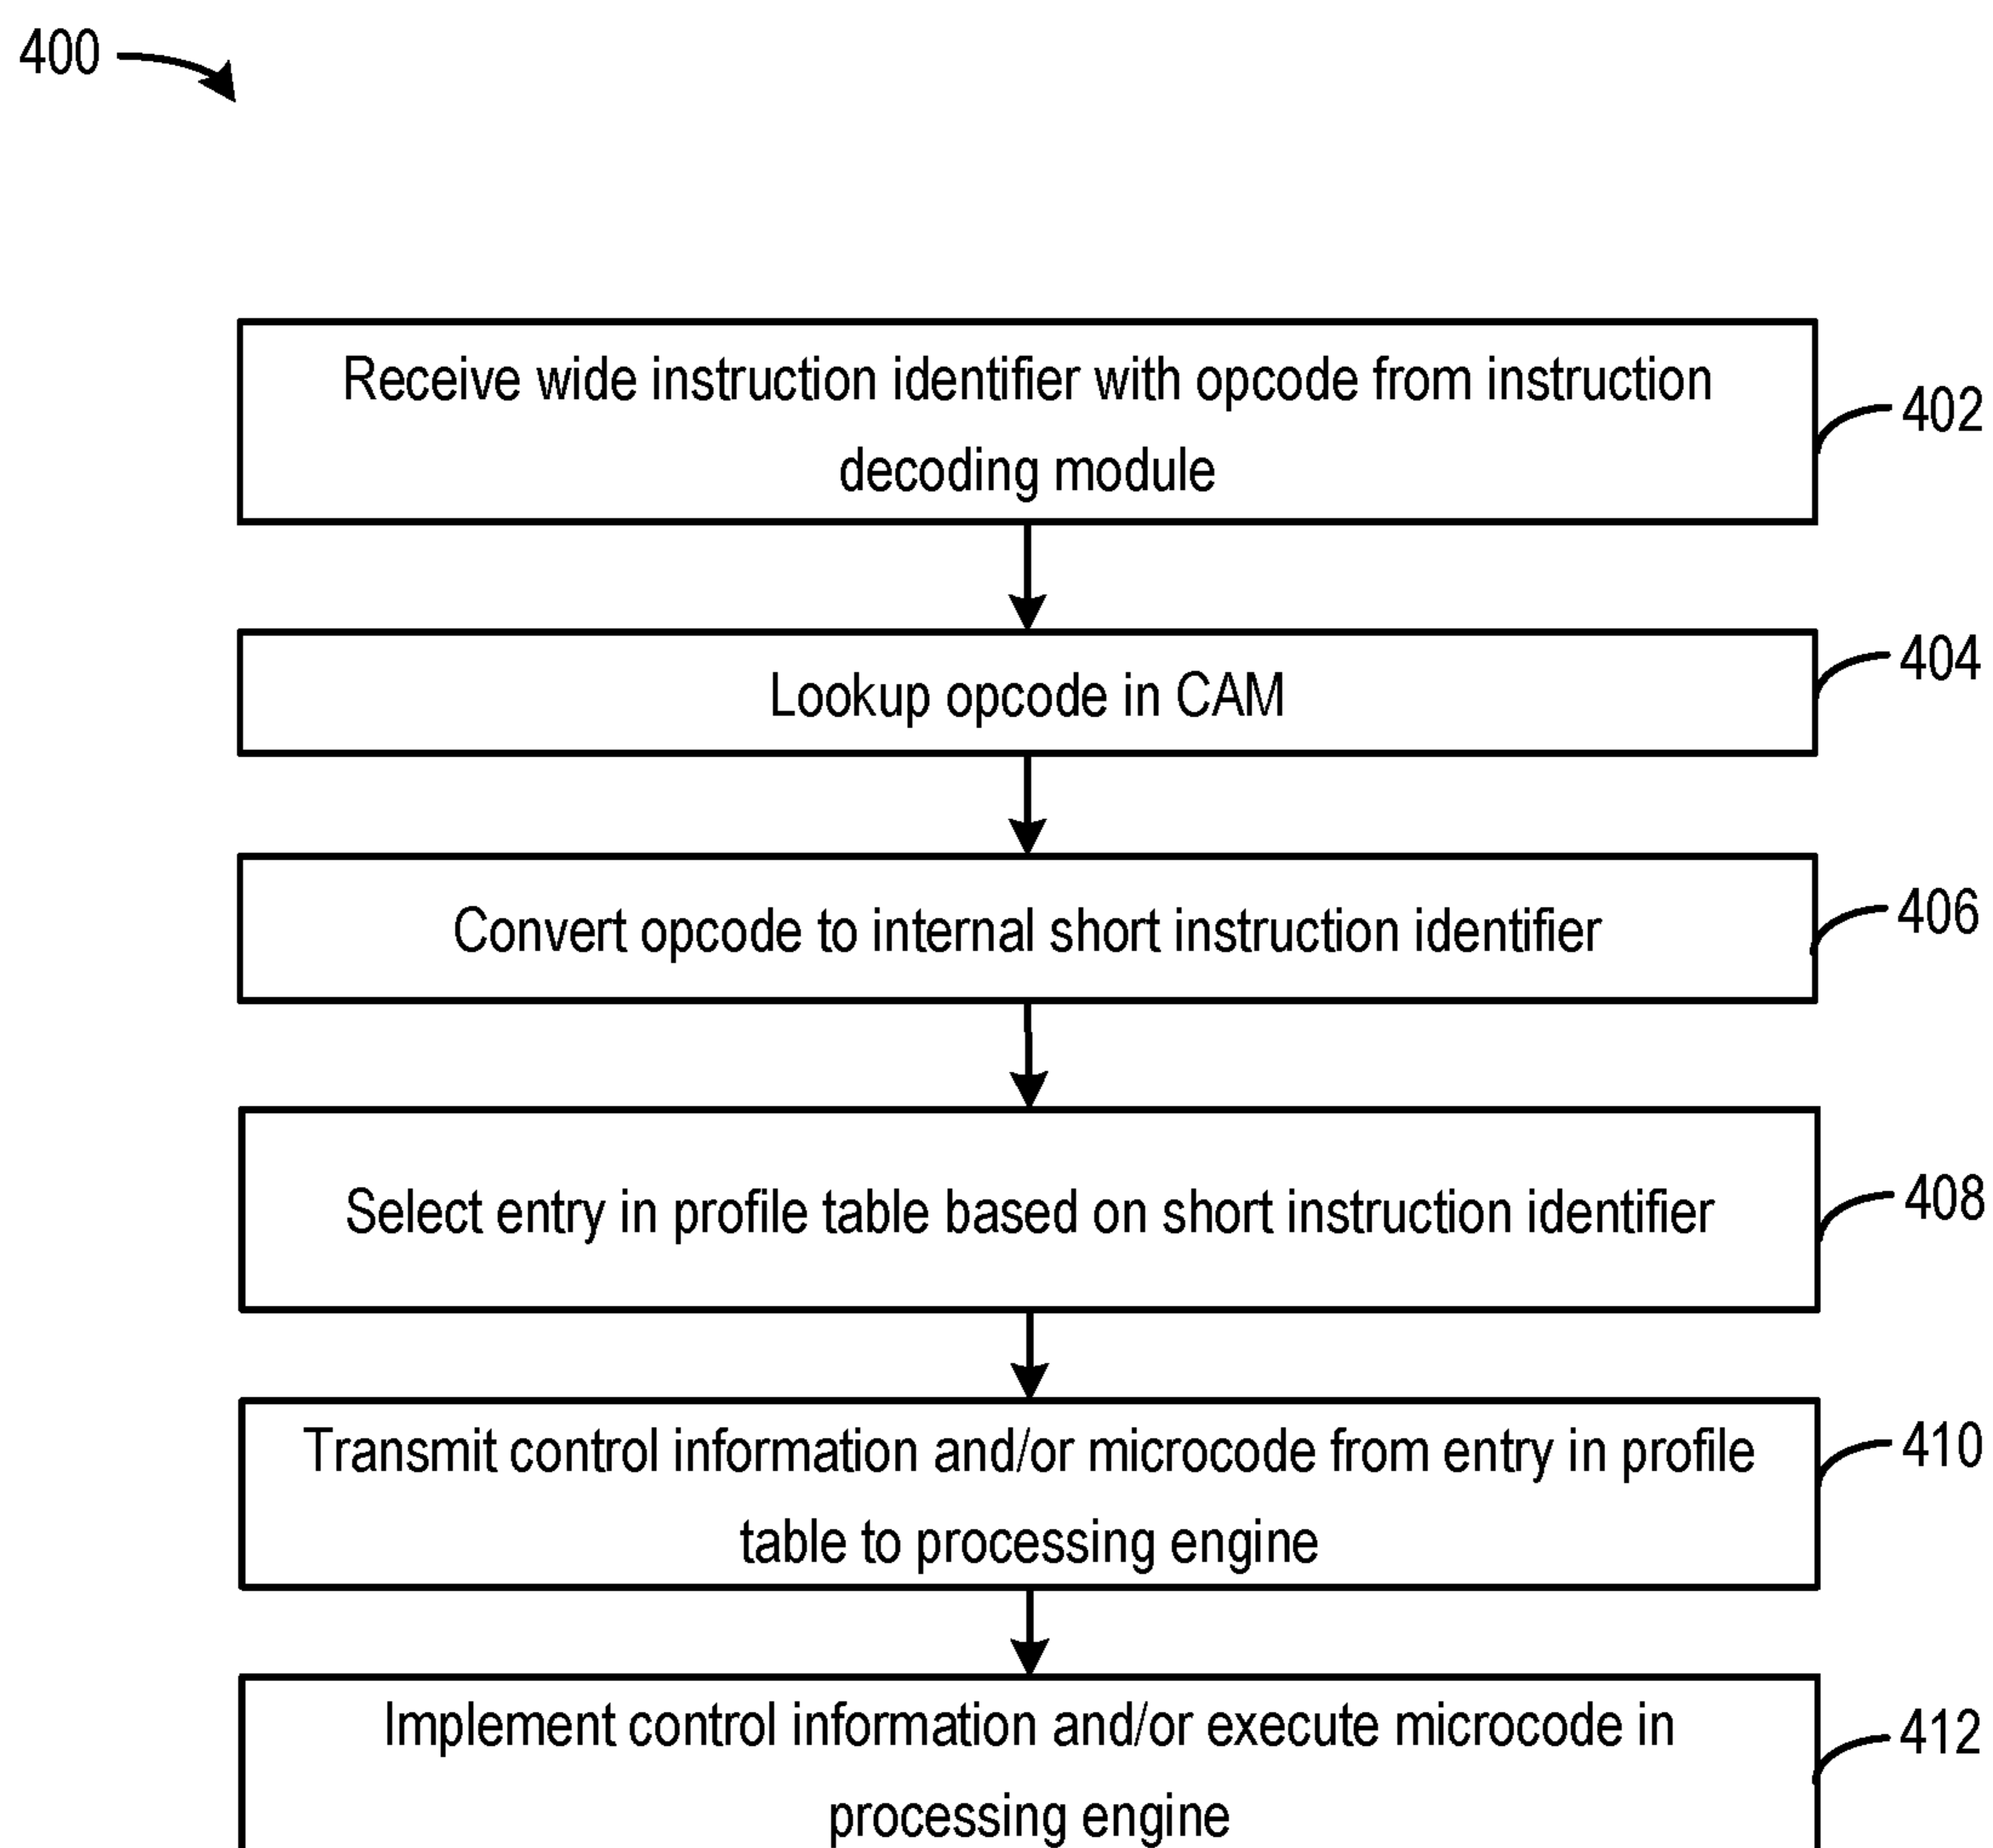 400
Receive wide instruction identifier with opcode from instruction
decoding module
402
Lookup opcode in CAM
404
Convert opcode to internal short instruction identifier
406
Select entry in profile table based on short instruction identifier
408
Transmit control information and/or microcode from entry in profile
table to processing engine
410
Implement control information and/or execute microcode in
processing engine
412